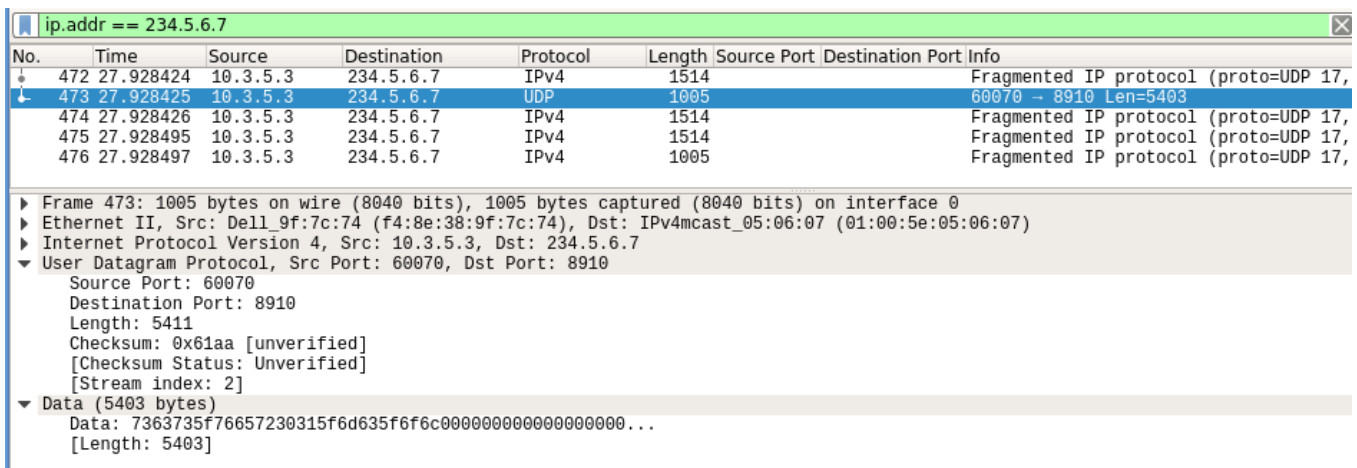 ip.addr == 234.5.6.7
No. Time Source Destination Protocol Length Source Port Destination Port Info
472 27.928424 10.3.5.3 234.5.6.7 IPv4 1514 Fragmented IP protocol (proto=UDP 17,
473 27.928425 10.3.5.3 234.5.6.7 UDP 1005 60070 → 8910 Len=5403
474 27.928426 10.3.5.3 234.5.6.7 IPv4 1514 Fragmented IP protocol (proto=UDP 17,
475 27.928495 10.3.5.3 234.5.6.7 IPv4 1514 Fragmented IP protocol (proto=UDP 17,
476 27.928497 10.3.5.3 234.5.6.7 IPv4 1005 Fragmented IP protocol (proto=UDP 17,
Frame 473: 1005 bytes on wire (8040 bits), 1005 bytes captured (8040 bits) on interface 0
Ethernet II, Src: Dell_9f:7c:74 (f4:8e:38:9f:7c:74), Dst: IPv4mcast_05:06:07 (01:00:5e:05:06:07)
Internet Protocol Version 4, Src: 10.3.5.3, Dst: 234.5.6.7
User Datagram Protocol, Src Port: 60070, Dst Port: 8910
Source Port: 60070
Destination Port: 8910
Length: 5411
Checksum: 0x61aa [unverified]
[Checksum Status: Unverified]
[Stream index: 2]
Data (5403 bytes)
Data: 7363735f76657230315f6d635f6f6c000000000000000000...
[Length: 5403]